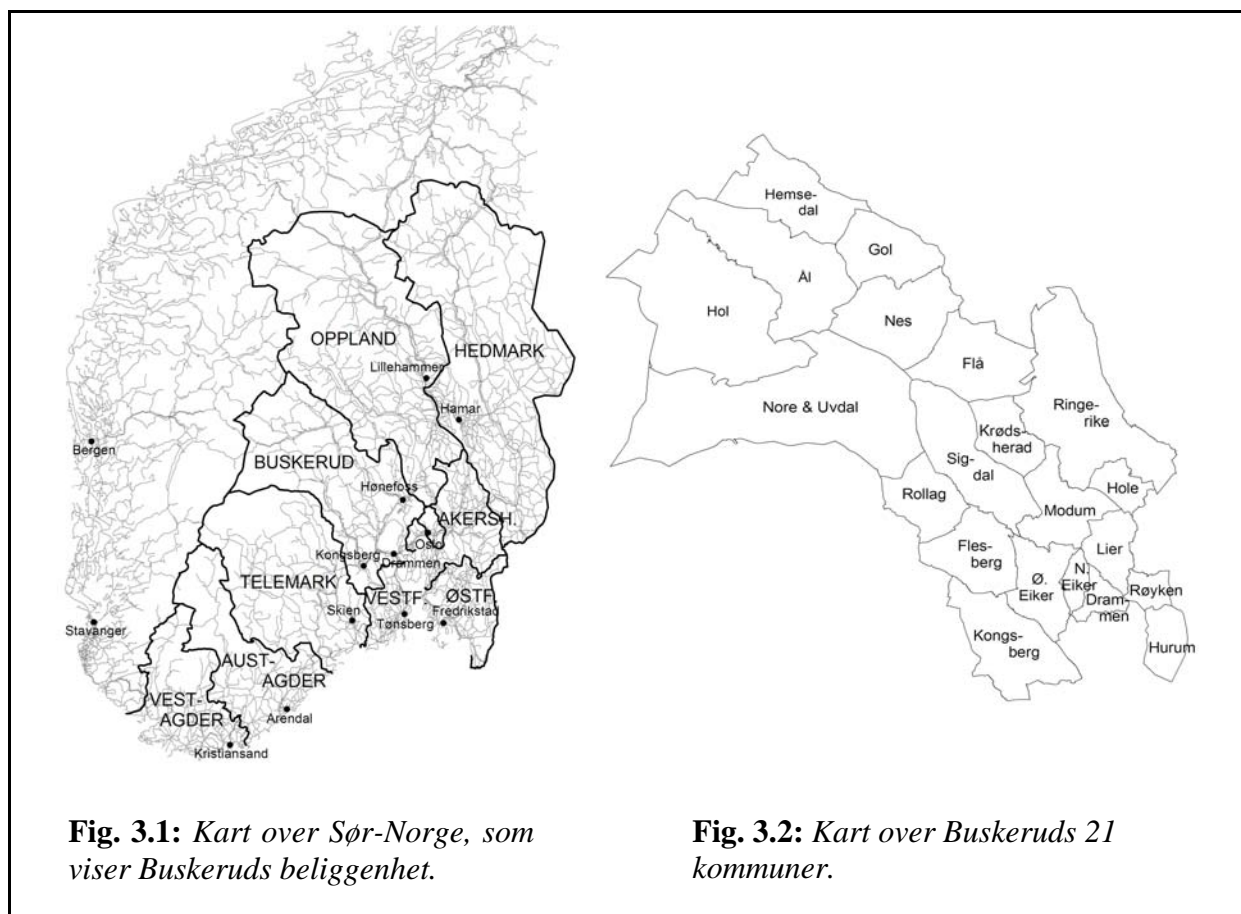 OPPLAND
HEDMARK
Lillehammer
Hamar
Bergen
BUSKERUD
Hønefoss
AKERSH.
Oslo
Kongsberg
Drammen
TELEMARK
VESTF.
ØSTF.
Skien
Fredrikstad
Tønsberg
Stavanger
AUST-
AGDER
VEST-
AGDER
Arendal
Kristiansand
Hemse-
dal
Gol
Ål
Hol
Nes
Flå
Nore & Uvdal
Ringe-
rike
Krøds-
herad
Sig-
dal
Rollag
Hole
Modum
Lier
Fles-
berg
Ø.
Eiker
N.
Eiker
Dram-
men
Røyken
Kongs-
berg
Hurum
Fig. 3.1: Kart over Sør-Norge, som
viser Buskeruds beliggenhet.
Fig. 3.2: Kart over Buskeruds 21
kommuner.